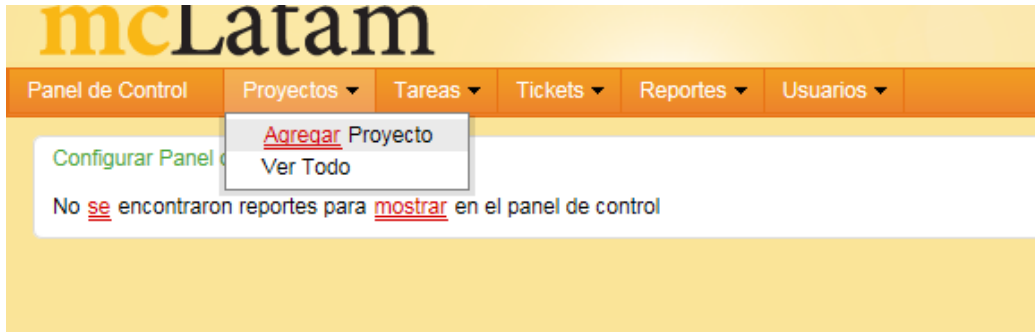 mcLatam
Panel de Control Proyectos Tareas Tickets Reportes Usuarios
Agregar Proyecto
Ver Todo
Configurar Panel
No se encontraron reportes para mostrar en el panel de control